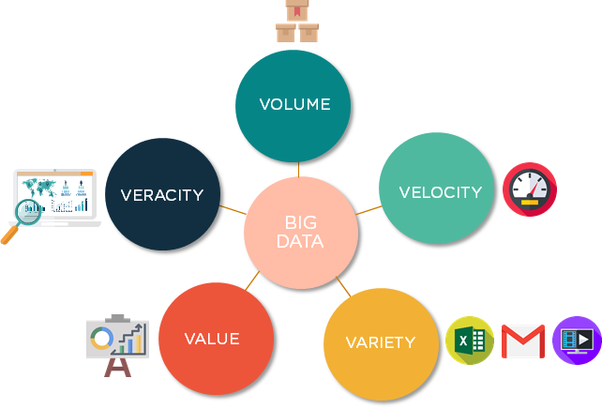 VOLUME
VERACITY
VELOCITY
BIG
DATA
VALUE
VARIETY
X